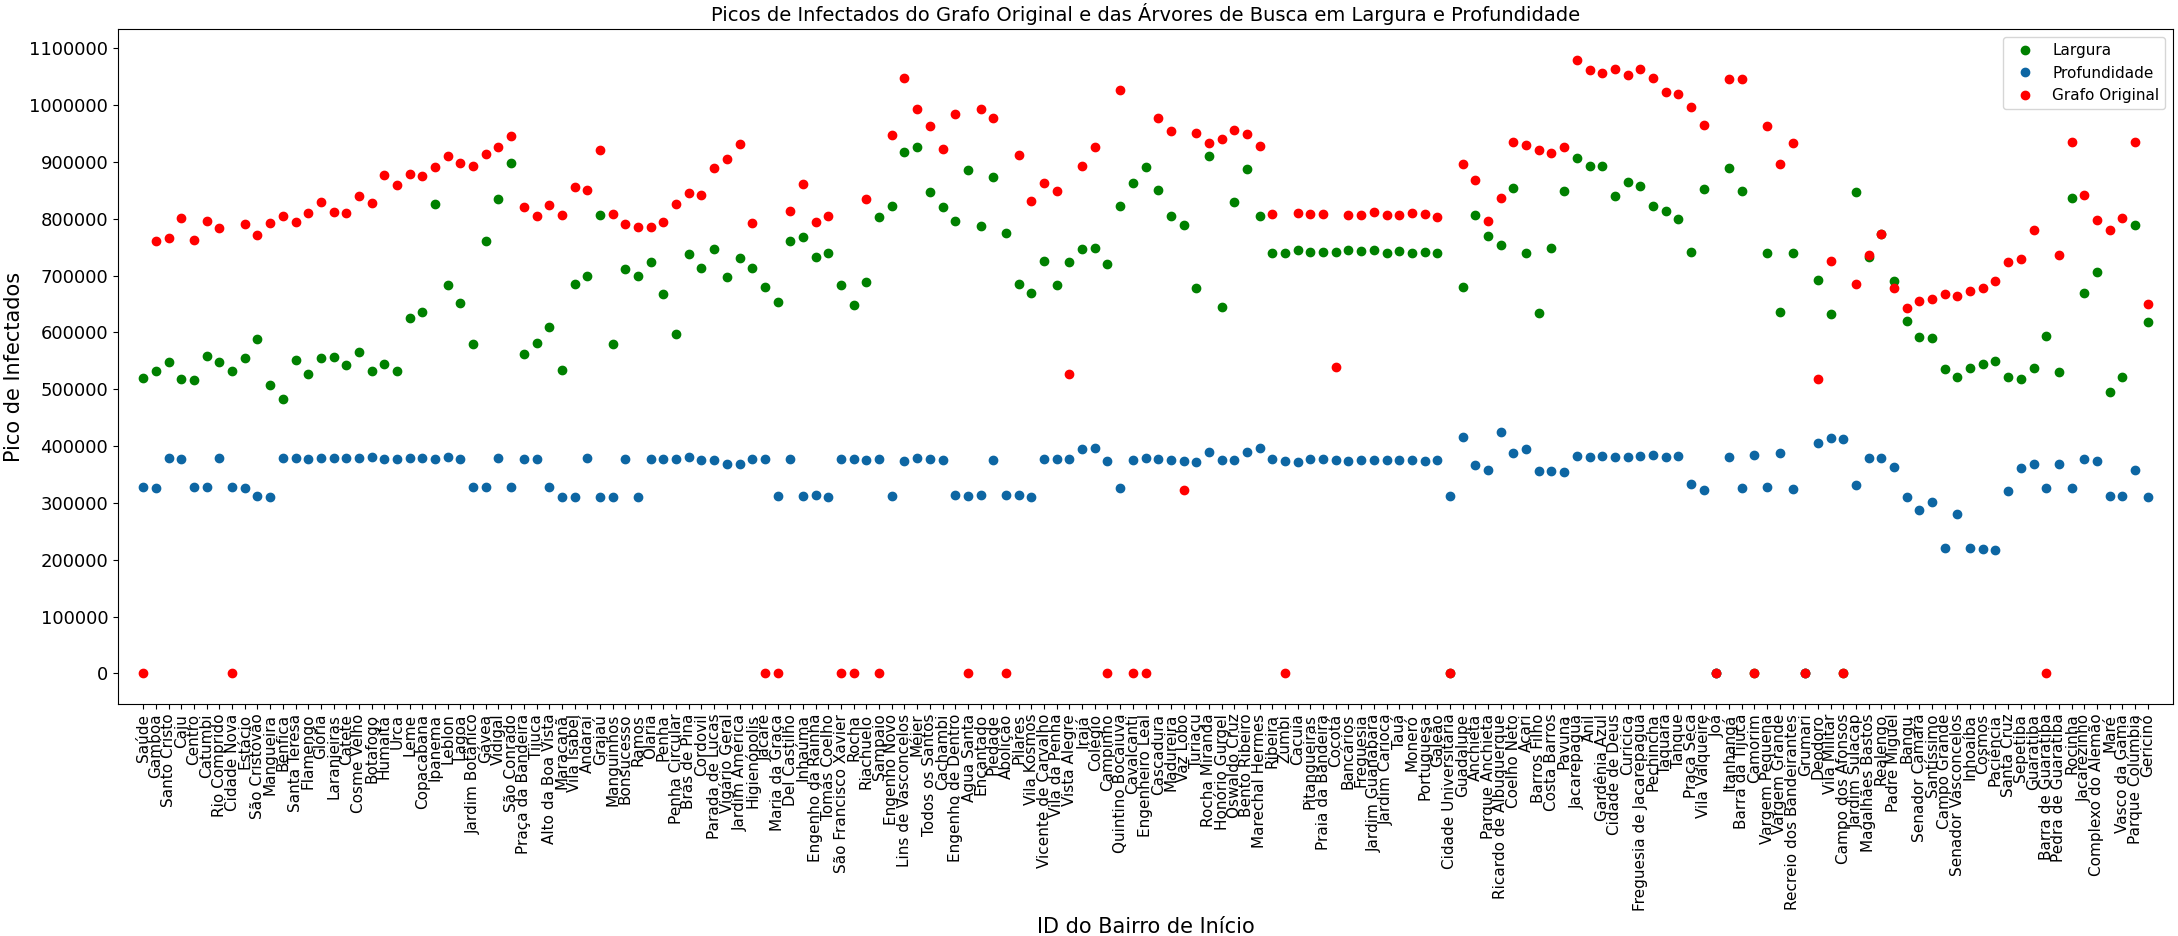 Picos de Infectados do Grafo Original e das Árvores de Busca em Largura e Profundidade
Largura
Profundidade
Grafo Original
Pico de Infectados
1100000
1000000
900000
800000
700000
600000
500000
400000
300000
200000
100000
0
Saúde
Gamboa
Santo Cristo
Caju
Centro
Catumbi
Rio Comprido
Cidade Nova
Estácio
São Cristóvão
Mangueira
Benfica
Santa Teresa
Flamengo
Glória
Laranjeiras
Catete
Cosme Velho
Botafogo
Humaitá
Urca
Leme
Copacabana
Ipanema
Leblon
Lagoa
Jardim Botânico
Gávea
Vidigal
São Conrado
Praça da Bandeira
Tijuca
Alto da Boa Vista
Maracanã
Vila Isabel
Andaraí
Grajaú
Manguinhos
Bonsucesso
Ramos
Olaria
Penha
Penha Circular
Brás de Pina
Cordovil
Parada de Lucas
Vigário Geral
Jardim América
Higienópolis
Jacaré
Maria da Graça
Del Castilho
Inhaúma
Engenho da Rainha
Tomás Coelho
São Francisco Xavier
Rocha
Riachuelo
Sampaio
Engenho Novo
Lins de Vasconcelos
Méier
Todos os Santos
Cachambi
Engenho de Dentro
Água Santa
Encantado
Piedade
Abolição
Pilares
Vila Kosmos
Vicente de Carvalho
Vila da Penha
Vista Alegre
Irajá
Colégio
Campinho
Quintino Bocaiúva
Cavalcanti
Engenheiro Leal
Cascadura
Madureira
Vaz Lobo
Turiaçu
Rocha Miranda
Honório Gurgel
Oswaldo Cruz
Bento Ribeiro
Marechal Hermes
Ribeira
Zumbi
Cacuia
Pitangueiras
Praia da Bandeira
Cocotá
Bancários
Freguesia
Jardim Guanabara
Jardim Carioca
Tauá
Moneró
Portuguesa
Galeão
Cidade Universitária
Guadalupe
Anchieta
Parque Anchieta
Ricardo de Albuquerque
Coelho Neto
Acari
Barros Filho
Costa Barros
Pavuna
Jacarepaguá
Anil
Gardênia Azul
Cidade de Deus
Curicica
Freguesia de Jacarepaguá
Pechincha
Taquara
Tanque
Praça Seca
Vila Valqueire
Joá
Itanhangá
Barra da Tijuca
Camorim
Vargem Pequena
Vargem Grande
Recreio dos Bandeirantes
Grumari
Deodoro
Vila Militar
Campo dos Afonsos
Jardim Sulacap
Magalhães Bastos
Realengo
Padre Miguel
Bangu
Senador Camará
Santíssimo
Campo Grande
Senador Vasconcelos
Inhoaíba
Cosmos
Paciência
Santa Cruz
Sepetiba
Guaratiba
Barra de Guaratiba
Pedra de Guaratiba
Rocinha
Jacarezinho
Complexo do Alemão
Maré
Vasco da Gama
Parque Columbia
Gericinó
ID do Bairro de Início